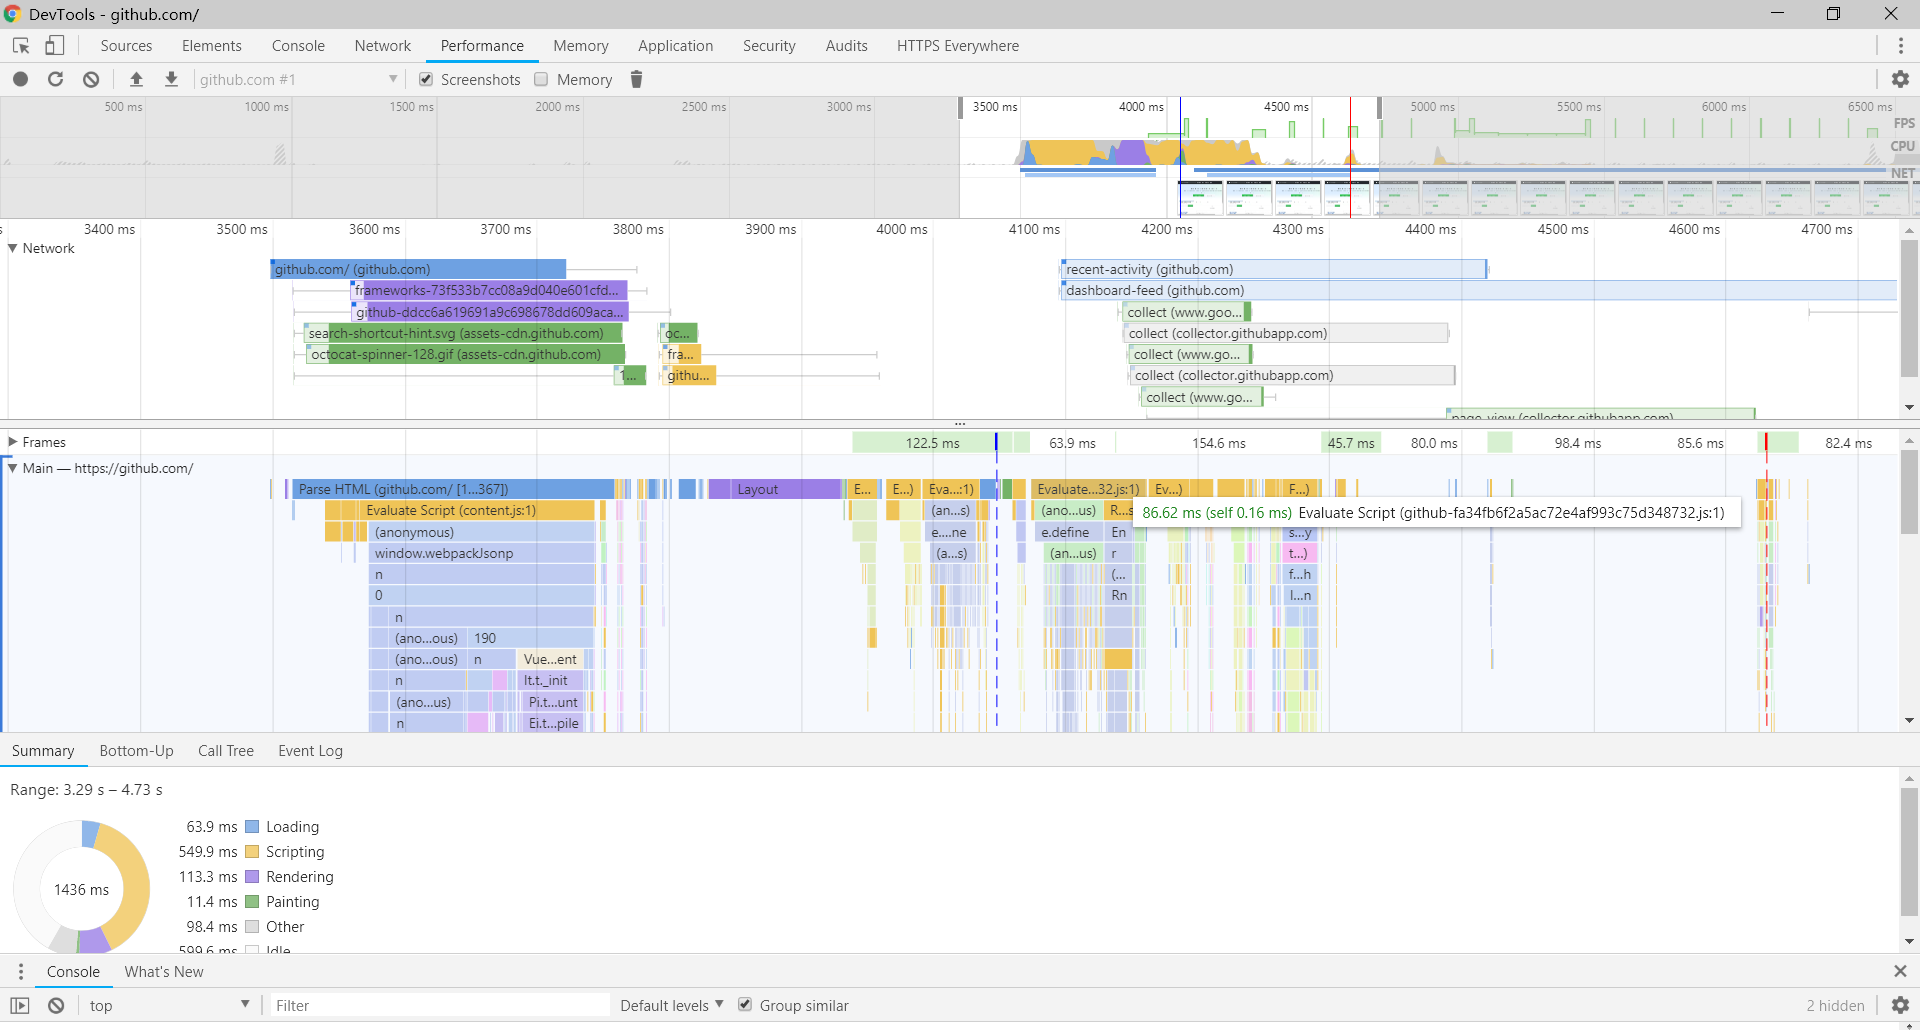 DevTools - github.com/
Sources Elements Console Network Performance Memory Application Security Audits HTTPS Everywhere
github.com #1 Screenshots Memory
500 ms 1000 ms 1500 ms 2000 ms 2500 ms 3000 ms 3500 ms 4000 ms 4500 ms 5000 ms 5500 ms 6000 ms 6500 ms
FPS
CPU
NET
s 3400 ms 3500 ms 3600 ms 3700 ms 3800 ms 3900 ms 4000 ms 4100 ms 4200 ms 4300 ms 4400 ms 4500 ms 4600 ms 4700 ms
Network
github.com/ (github.com) recent-activity (github.com)
frameworks-73f533b7cc08a9d040e601cfd... dashboard-feed (github.com)
github-ddcc6a619691a9c698678dd609aca... collect (www.goo...
search-shortcut-hint.svg (assets-cdn.github.com) oc... collect (collector.githubapp.com)
octocat-spinner-128.gif (assets-cdn.github.com) fra... collect (www.go...
1... githu... collect (collector.githubapp.com)
collect (www.go...
page_view (collector.githubapp.com)
...
Frames 122.5 ms 63.9 ms 154.6 ms 45.7 ms 80.0 ms 98.4 ms 85.6 ms 82.4 ms
Main — https://github.com/
Parse HTML (github.com/ [1...367]) Layout E... E...) Eva...:1) Evaluate...32.js:1) Ev...) F...)
Evaluate Script (content.js:1) (an...s) (ano...us) R...s 86.62 ms (self 0.16 ms) Evaluate Script (github-fa34fb6f2a5ac72e4af993c75d348732.js:1)
(anonymous) e....ne e.define En s...y
window.webpackJsonp (a...s) (an...us) r t...)
n (... f...h
0 Rn l...n
n
(ano...ous) 190
(ano...ous) n Vue...ent
n lt.t._init
(ano...us) Pi.t...unt
n Ei.t...pile
Summary Bottom-Up Call Tree Event Log
Range: 3.29 s – 4.73 s
63.9 ms Loading
549.9 ms Scripting
113.3 ms Rendering
1436 ms
11.4 ms Painting
98.4 ms Other
599.6 ms Idle
Console What's New
top Filter Default levels Group similar 2 hidden